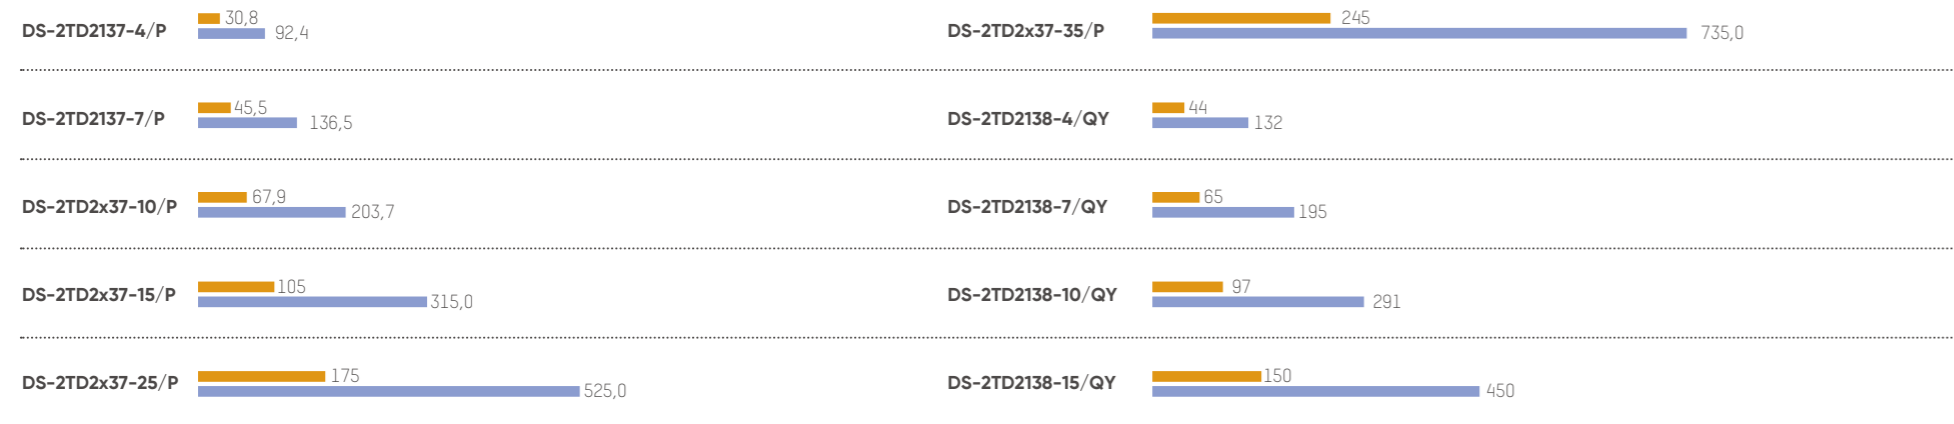 DS-2TD2137-4/P 30,8
92,4
DS-2TD2137-7/P 45,5
136,5
DS-2TD2x37-10/P 67,9
203,7
DS-2TD2x37-15/P 105
315,0
DS-2TD2x37-25/P 175
525,0
DS-2TD2x37-35/P 245
735,0
DS-2TD2138-4/QY 44
132
DS-2TD2138-7/QY 65
195
DS-2TD2138-10/QY 97
291
DS-2TD2138-15/QY 150
450